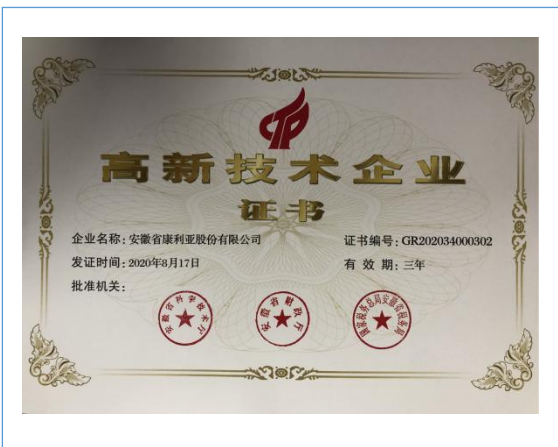 高新技术企业
证书
企业名称:安徽省康利亚股份有限公司
证书编号:GR202034000302
发证时间:2020年8月17日
有 效 期:三年
批准机关:
安徽省科学技术厅
安徽省财政厅
国家税务总局安徽省税务局